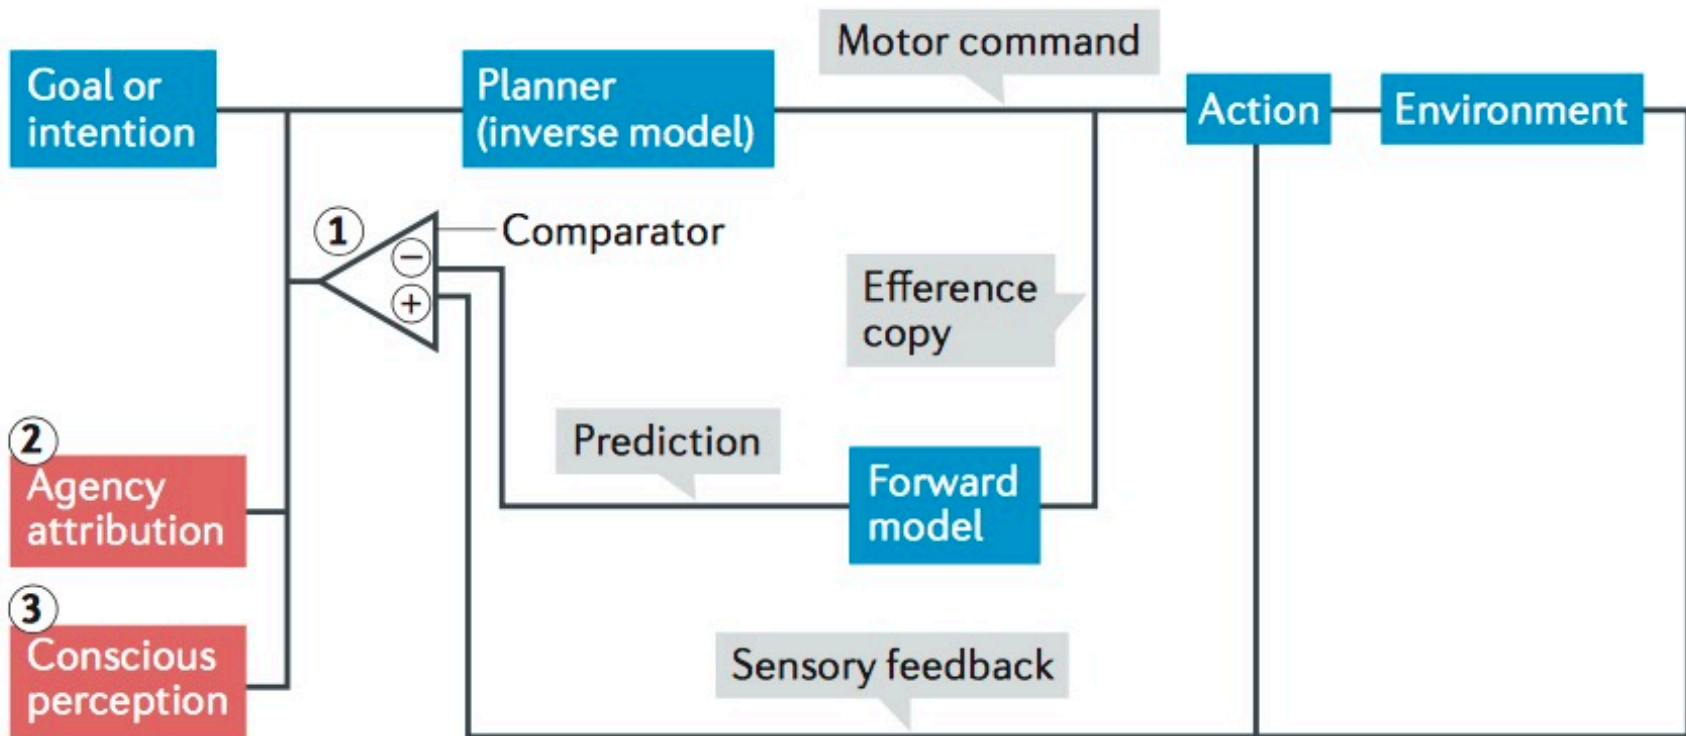 Motor command
Goal or
intention
Planner
(inverse model)
Action
Environment
1
Comparator
−
+
Efference
copy
2
Agency
attribution
Prediction
Forward
model
3
Conscious
perception
Sensory feedback